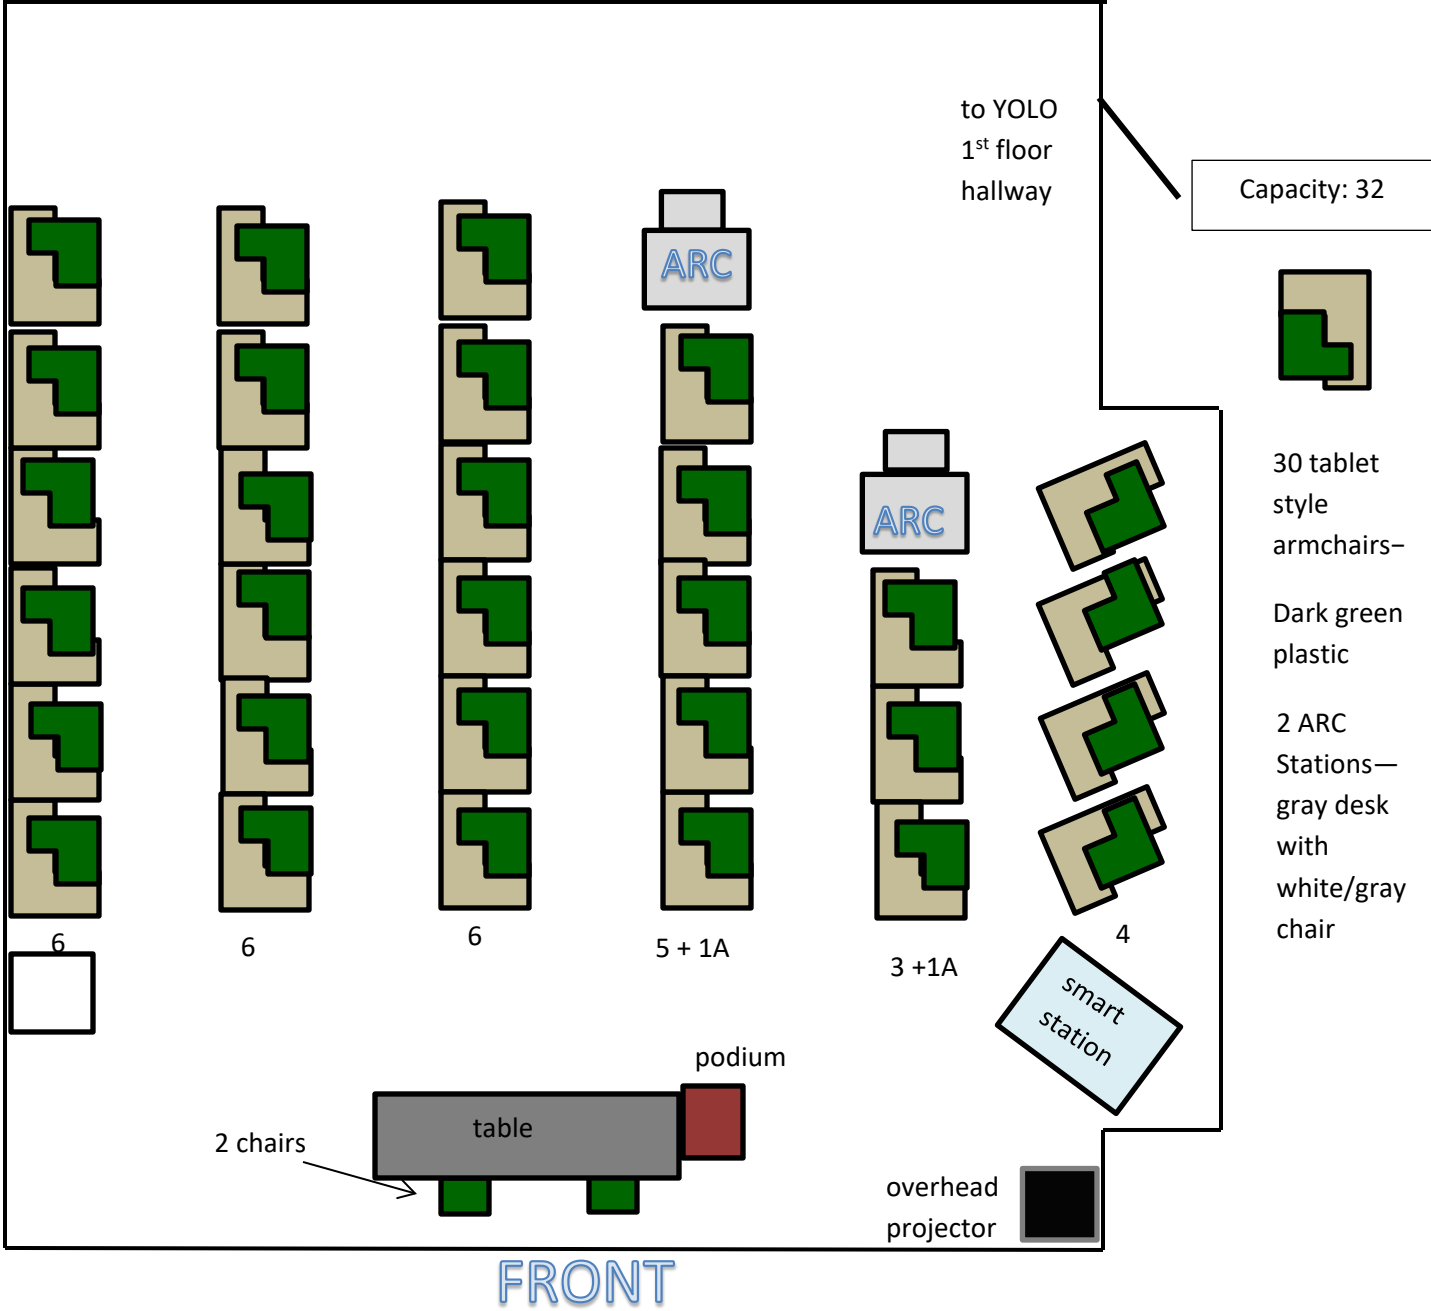 to YOLO
1st floor
hallway
Capacity: 32
ARC
ARC
30 tablet
style
armchairs–
Dark green
plastic
2 ARC
Stations—
gray desk
with
white/gray
chair
6
6
6
5 + 1A
3 +1A
4
smart
station
podium
table
2 chairs
overhead
projector
FRONT